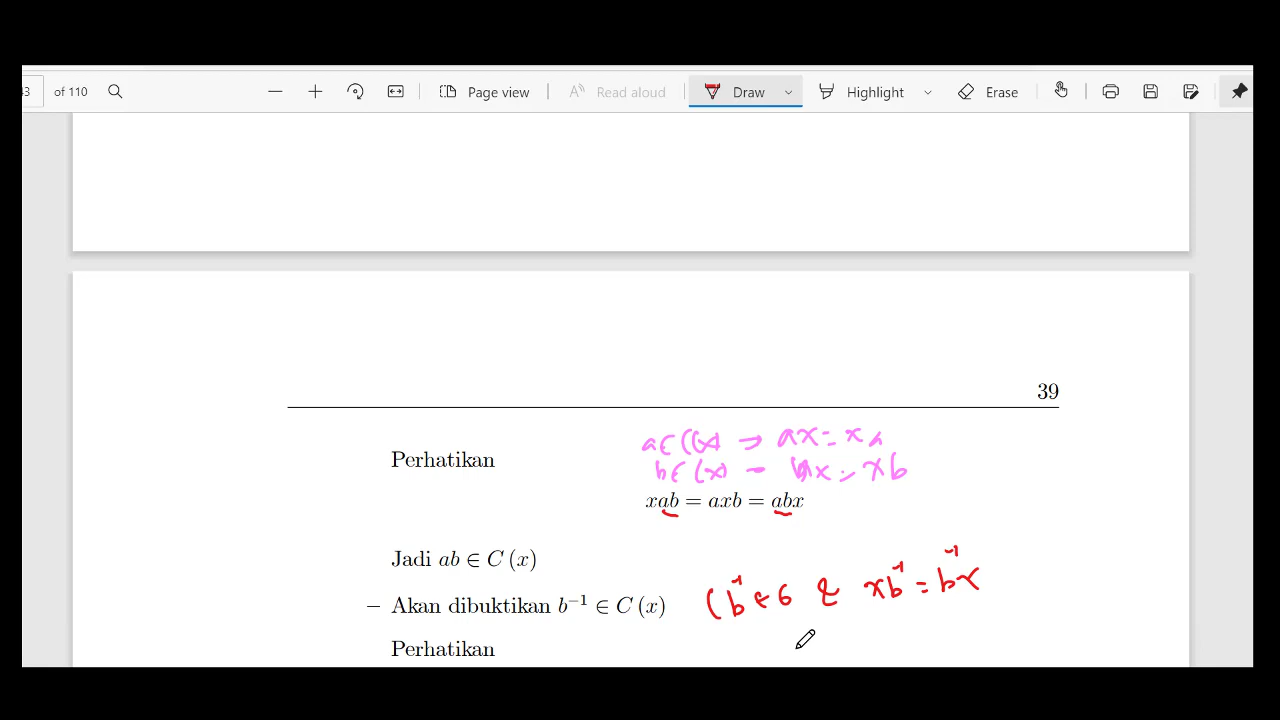 3 of 110 Page view Read aloud Draw Highlight Erase
39
a∈C(x) → ax = xa
Perhatikan
b∈C(x) → bx = xb
xab = axb = abx
Jadi ab ∈ C (x)
– Akan dibuktikan b⁻¹ ∈ C (x) (b⁻¹ ∈ G & xb⁻¹ = b⁻¹x
Perhatikan